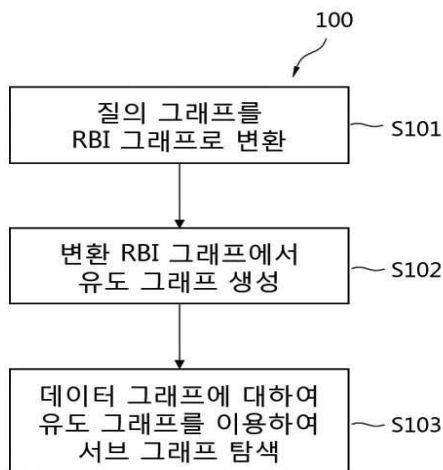 100
질의 그래프를
RBI 그래프로 변환
S101
변환 RBI 그래프에서
유도 그래프 생성
S102
데이터 그래프에 대하여
유도 그래프를 이용하여
서브 그래프 탐색
S103